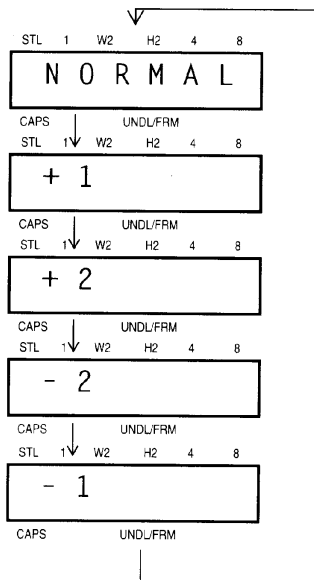 STL 1 W2 H2 4 8
N O R M A L
CAPS UNDL/FRM
STL 1 W2 H2 4 8
+ 1
CAPS UNDL/FRM
STL 1 W2 H2 4 8
+ 2
CAPS UNDL/FRM
STL 1 W2 H2 4 8
- 2
CAPS UNDL/FRM
STL 1 W2 H2 4 8
- 1
CAPS UNDL/FRM